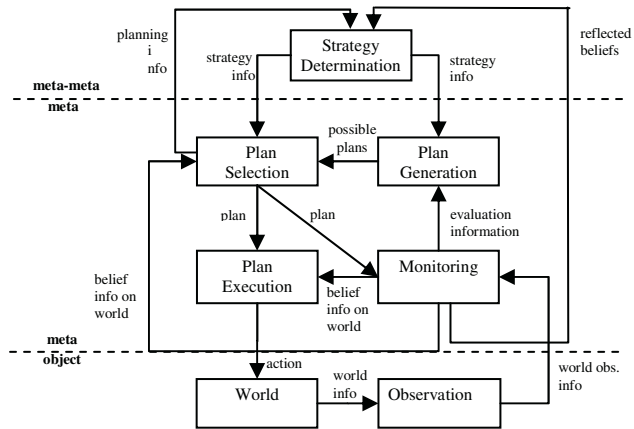 planning
i
nfo
Strategy
Determination
reflected
beliefs
strategy
info
strategy
info
meta-meta
meta
Plan
Selection
possible
plans
Plan
Generation
plan
plan
evaluation
information
belief
info on
world
Plan
Execution
belief
info on
world
Monitoring
meta
object
action
world
info
world obs.
info
World
Observation